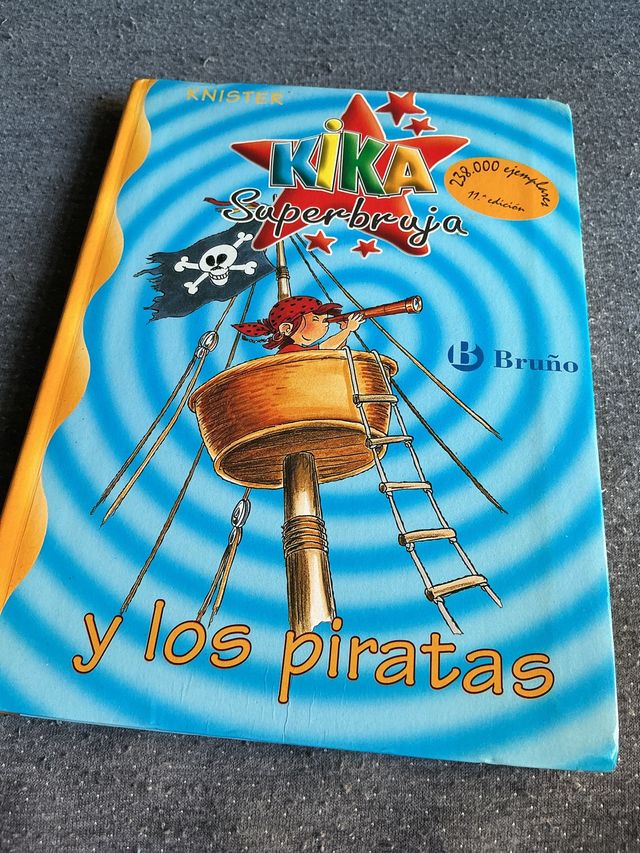 KNISTER
KIKA
Superbruja
238.000 ejemplares
11.ª edición
B Bruño
y los piratas